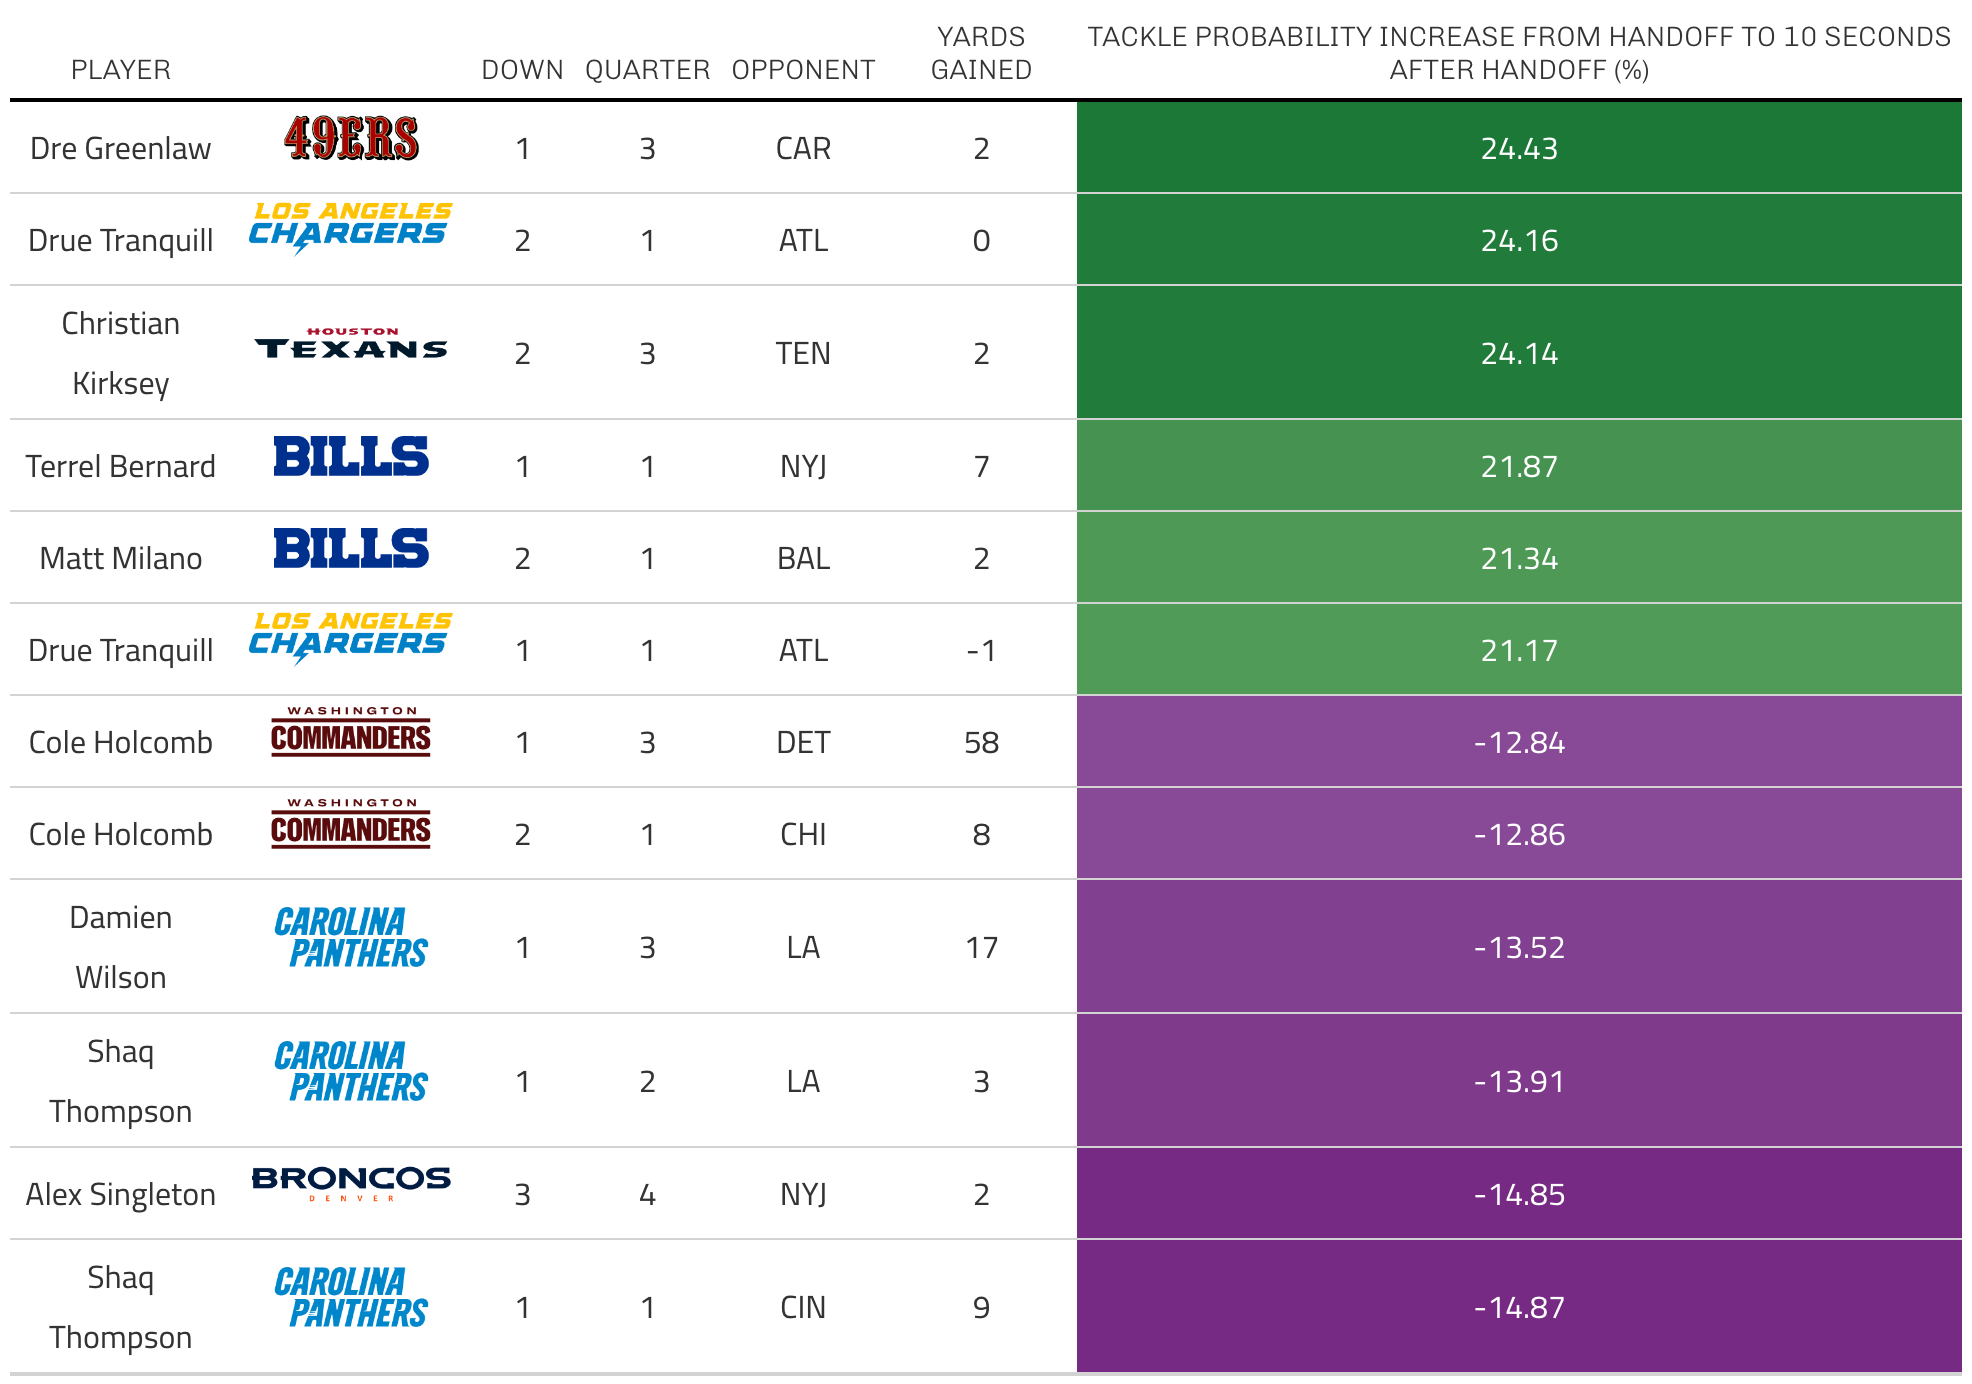 PLAYER DOWN QUARTER OPPONENT YARDS GAINED TACKLE PROBABILITY INCREASE FROM HANDOFF TO 10 SECONDS AFTER HANDOFF (%)
Dre Greenlaw 49ERS 1 3 CAR 2 24.43
Drue Tranquill LOS ANGELES CHARGERS 2 1 ATL 0 24.16
Christian Kirksey HOUSTON TEXANS 2 3 TEN 2 24.14
Terrel Bernard BILLS 1 1 NYJ 7 21.87
Matt Milano BILLS 2 1 BAL 2 21.34
Drue Tranquill LOS ANGELES CHARGERS 1 1 ATL -1 21.17
Cole Holcomb WASHINGTON COMMANDERS 1 3 DET 58 -12.84
Cole Holcomb WASHINGTON COMMANDERS 2 1 CHI 8 -12.86
Damien Wilson CAROLINA PANTHERS 1 3 LA 17 -13.52
Shaq Thompson CAROLINA PANTHERS 1 2 LA 3 -13.91
Alex Singleton BRONCOS DENVER 3 4 NYJ 2 -14.85
Shaq Thompson CAROLINA PANTHERS 1 1 CIN 9 -14.87